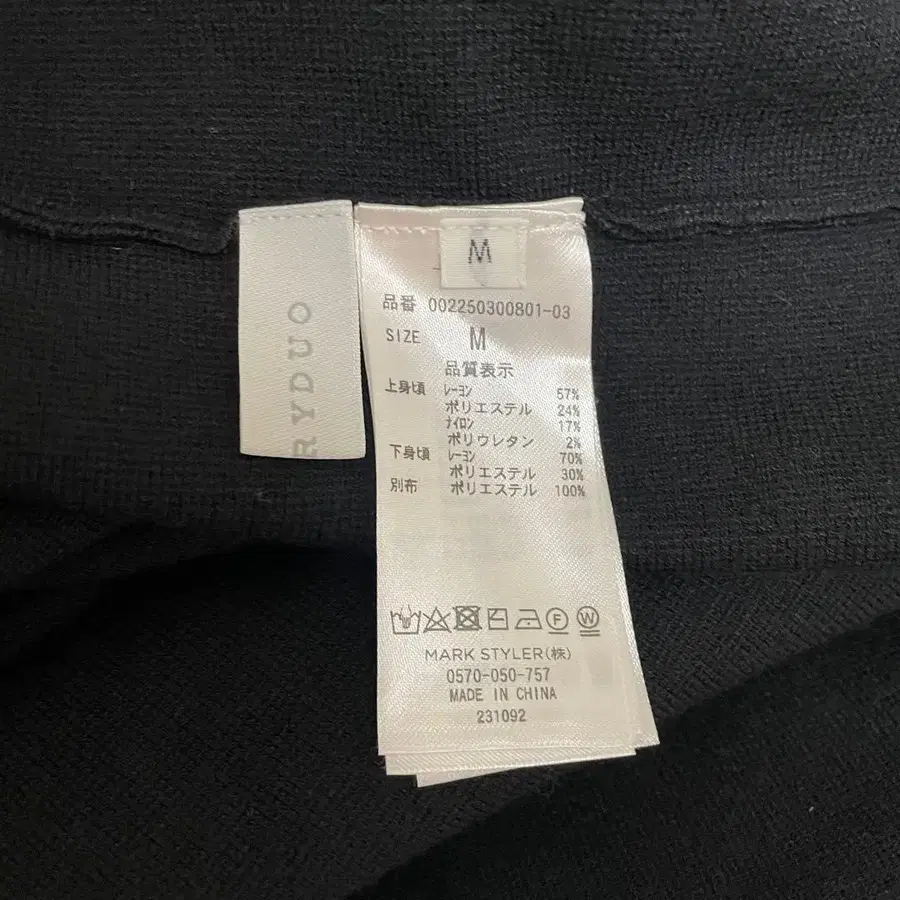 RYDUO
M
品番 002250300801-03
SIZE M
品質表示
上身頃 レーヨン 57%
ポリエステル 24%
ナイロン 17%
ポリウレタン 2%
下身頃 レーヨン 70%
ポリエステル 30%
別布 ポリエステル 100%
F W
MARK STYLER(株)
0570-050-757
MADE IN CHINA
231092